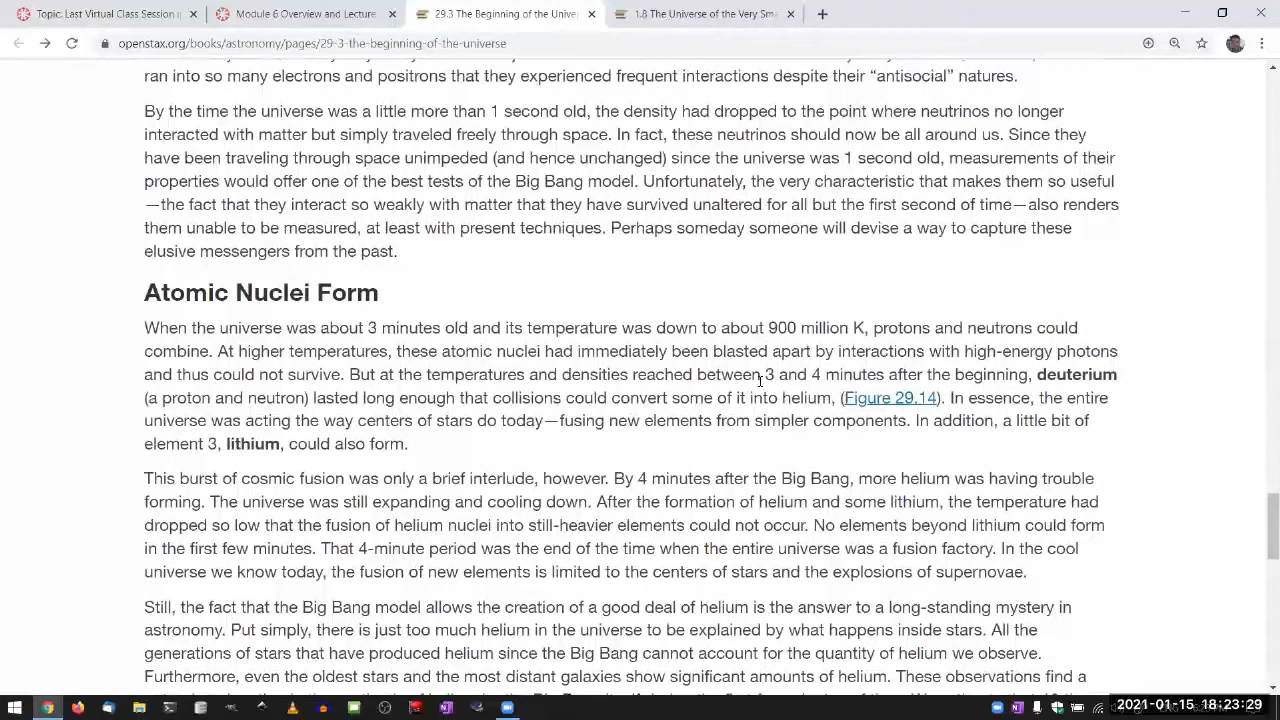 Topic: Last Virtual Class Session i
Module 6 Overview and Lecture
29.3 The Beginning of the Univer
1.8 The Universe of the Very Sm
openstax.org/books/astronomy/pages/29-3-the-beginning-of-the-universe
ran into so many electrons and positrons that they experienced frequent interactions despite their “antisocial” natures.
By the time the universe was a little more than 1 second old, the density had dropped to the point where neutrinos no longer
interacted with matter but simply traveled freely through space. In fact, these neutrinos should now be all around us. Since they
have been traveling through space unimpeded (and hence unchanged) since the universe was 1 second old, measurements of their
properties would offer one of the best tests of the Big Bang model. Unfortunately, the very characteristic that makes them so useful
—the fact that they interact so weakly with matter that they have survived unaltered for all but the first second of time—also renders
them unable to be measured, at least with present techniques. Perhaps someday someone will devise a way to capture these
elusive messengers from the past.
Atomic Nuclei Form
When the universe was about 3 minutes old and its temperature was down to about 900 million K, protons and neutrons could
combine. At higher temperatures, these atomic nuclei had immediately been blasted apart by interactions with high-energy photons
and thus could not survive. But at the temperatures and densities reached between 3 and 4 minutes after the beginning, deuterium
(a proton and neutron) lasted long enough that collisions could convert some of it into helium, (Figure 29.14). In essence, the entire
universe was acting the way centers of stars do today—fusing new elements from simpler components. In addition, a little bit of
element 3, lithium, could also form.
This burst of cosmic fusion was only a brief interlude, however. By 4 minutes after the Big Bang, more helium was having trouble
forming. The universe was still expanding and cooling down. After the formation of helium and some lithium, the temperature had
dropped so low that the fusion of helium nuclei into still-heavier elements could not occur. No elements beyond lithium could form
in the first few minutes. That 4-minute period was the end of the time when the entire universe was a fusion factory. In the cool
universe we know today, the fusion of new elements is limited to the centers of stars and the explosions of supernovae.
Still, the fact that the Big Bang model allows the creation of a good deal of helium is the answer to a long-standing mystery in
astronomy. Put simply, there is just too much helium in the universe to be explained by what happens inside stars. All the
generations of stars that have produced helium since the Big Bang cannot account for the quantity of helium we observe.
Furthermore, even the oldest stars and the most distant galaxies show significant amounts of helium. These observations find a
2021-01-15 18:23:29